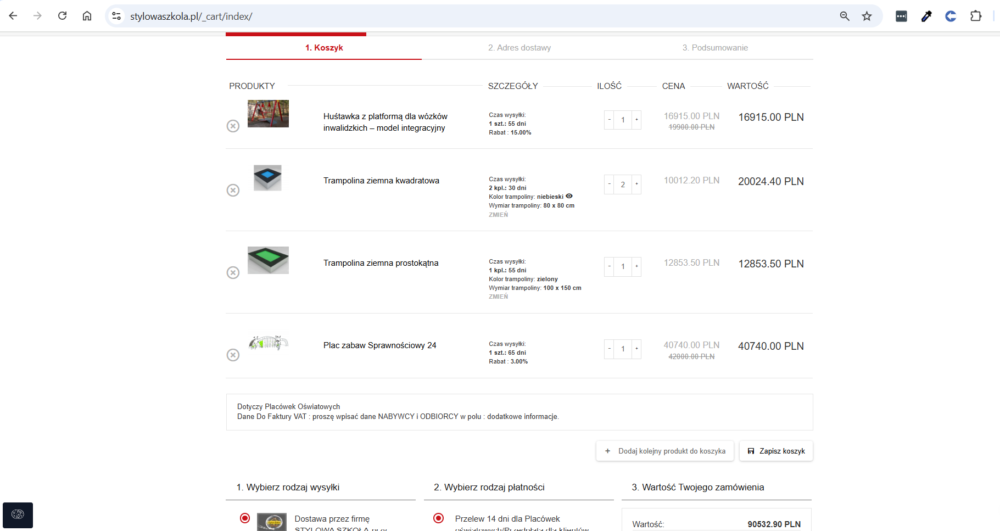 stylowaszkola.pl/_cart/index/
1. Koszyk
2. Adres dostawy
3. Podsumowanie
PRODUKTY
SZCZEGÓŁY
ILOŚĆ
CENA
WARTOŚĆ
Huśtawka z platformą dla wózków
inwalidzkich – model integracyjny
Czas wysyłki:
1 szt.: 55 dni
Rabat : 15.00%
- 1 +
16915.00 PLN
19900.00 PLN
16915.00 PLN
Trampolina ziemna kwadratowa
Czas wysyłki:
2 kpl.: 30 dni
Kolor trampoliny: niebieski
Wymiar trampoliny: 80 x 80 cm
ZMIEŃ
- 2 +
10012.20 PLN
20024.40 PLN
Trampolina ziemna prostokątna
Czas wysyłki:
1 kpl.: 55 dni
Kolor trampoliny: zielony
Wymiar trampoliny: 100 x 150 cm
ZMIEŃ
- 1 +
12853.50 PLN
12853.50 PLN
Plac zabaw Sprawnościowy 24
Czas wysyłki:
1 szt.: 65 dni
Rabat : 3.00%
- 1 +
40740.00 PLN
42000.00 PLN
40740.00 PLN
Dotyczy Placówek Oświatowych
Dane Do Faktury VAT : proszę wpisać dane NABYWCY i ODBIORCY w polu : dodatkowe informacje.
+ Dodaj kolejny produkt do koszyka
Zapisz koszyk
1. Wybierz rodzaj wysyłki
2. Wybierz rodzaj płatności
3. Wartość Twojego zamówienia
Dostawa przez firmę
STYLOWA SZKOŁA przy
Przelew 14 dni dla Placówek
oświatowych/Przedpłata dla klientów
Wartość:
90532.90 PLN